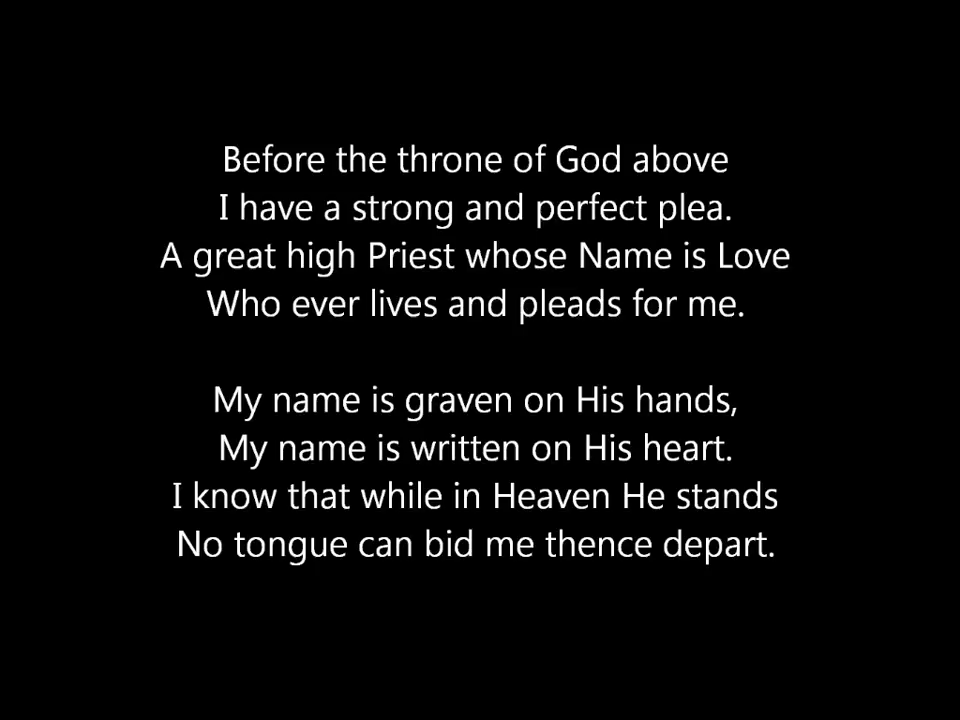 Before the throne of God above
I have a strong and perfect plea.
A great high Priest whose Name is Love
Who ever lives and pleads for me.
My name is graven on His hands,
My name is written on His heart.
I know that while in Heaven He stands
No tongue can bid me thence depart.